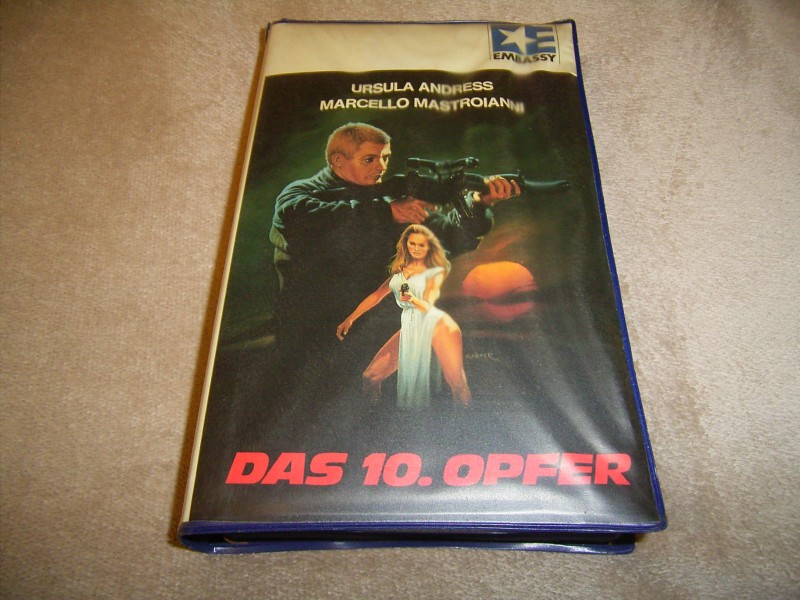 EMBASSY
URSULA ANDRESS
MARCELLO MASTROIANNI
DAS 10. OPFER